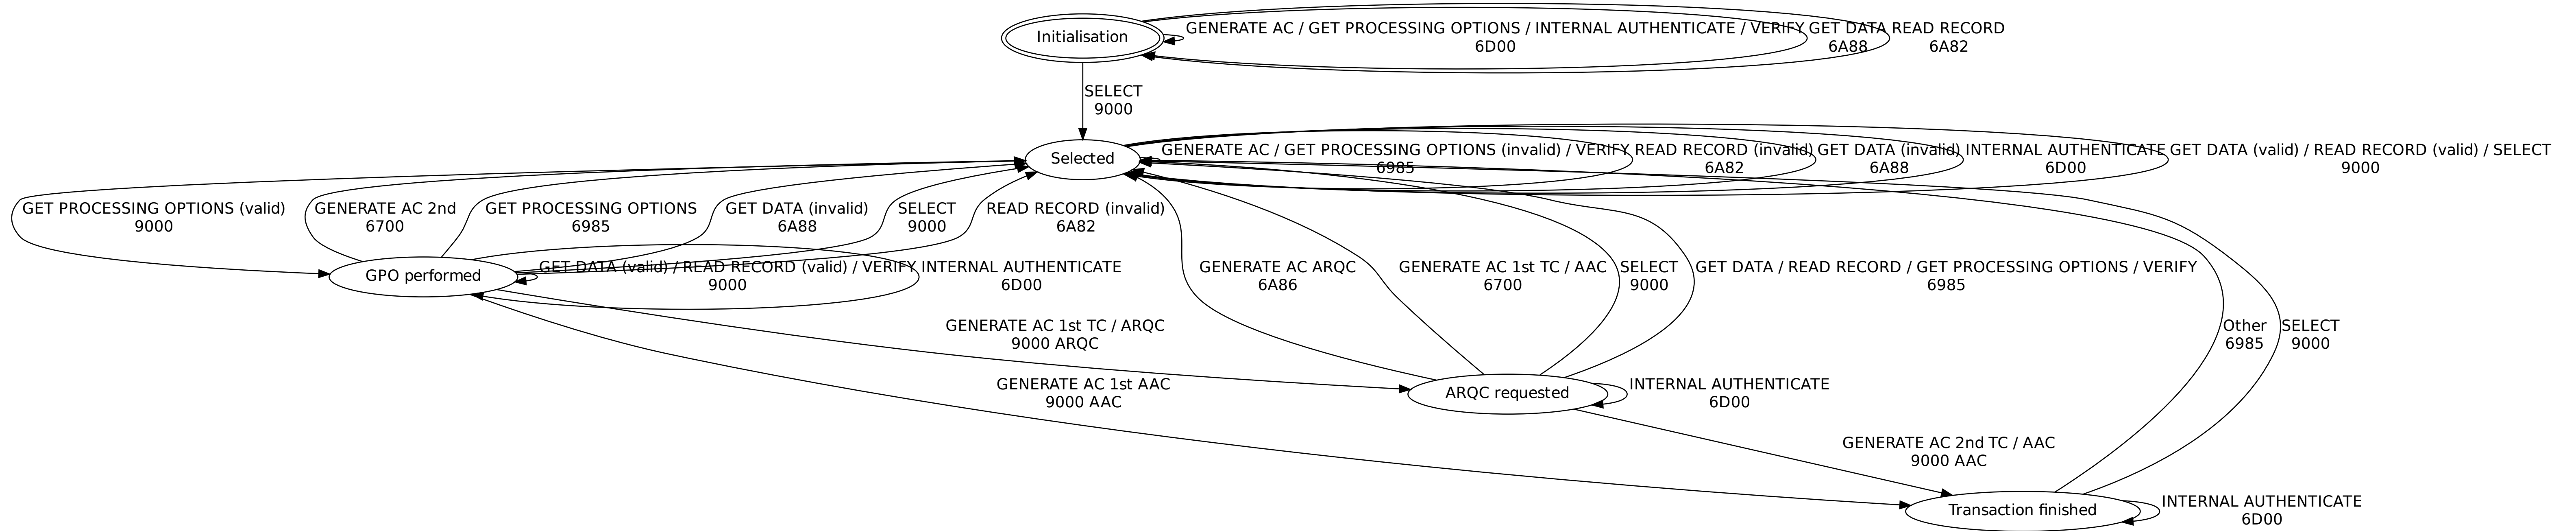 Initialisation
GENERATE AC / GET PROCESSING OPTIONS / INTERNAL AUTHENTICATE / VERIFY
6D00
GET DATA
6A88
READ RECORD
6A82
SELECT
9000
Selected
GENERATE AC / GET PROCESSING OPTIONS (invalid) / VERIFY
6985
READ RECORD (invalid)
6A82
GET DATA (invalid)
6A88
INTERNAL AUTHENTICATE
6D00
GET DATA (valid) / READ RECORD (valid) / SELECT
9000
GET PROCESSING OPTIONS (valid)
9000
GENERATE AC 2nd
6700
GET PROCESSING OPTIONS
6985
GET DATA (invalid)
6A88
SELECT
9000
READ RECORD (invalid)
6A82
GPO performed
GET DATA (valid) / READ RECORD (valid) / VERIFY
9000
INTERNAL AUTHENTICATE
6D00
GENERATE AC ARQC
6A86
GENERATE AC 1st TC / AAC
6700
SELECT
9000
GET DATA / READ RECORD / GET PROCESSING OPTIONS / VERIFY
6985
GENERATE AC 1st TC / ARQC
9000 ARQC
Other
6985
SELECT
9000
GENERATE AC 1st AAC
9000 AAC
ARQC requested
INTERNAL AUTHENTICATE
6D00
GENERATE AC 2nd TC / AAC
9000 AAC
Transaction finished
INTERNAL AUTHENTICATE
6D00